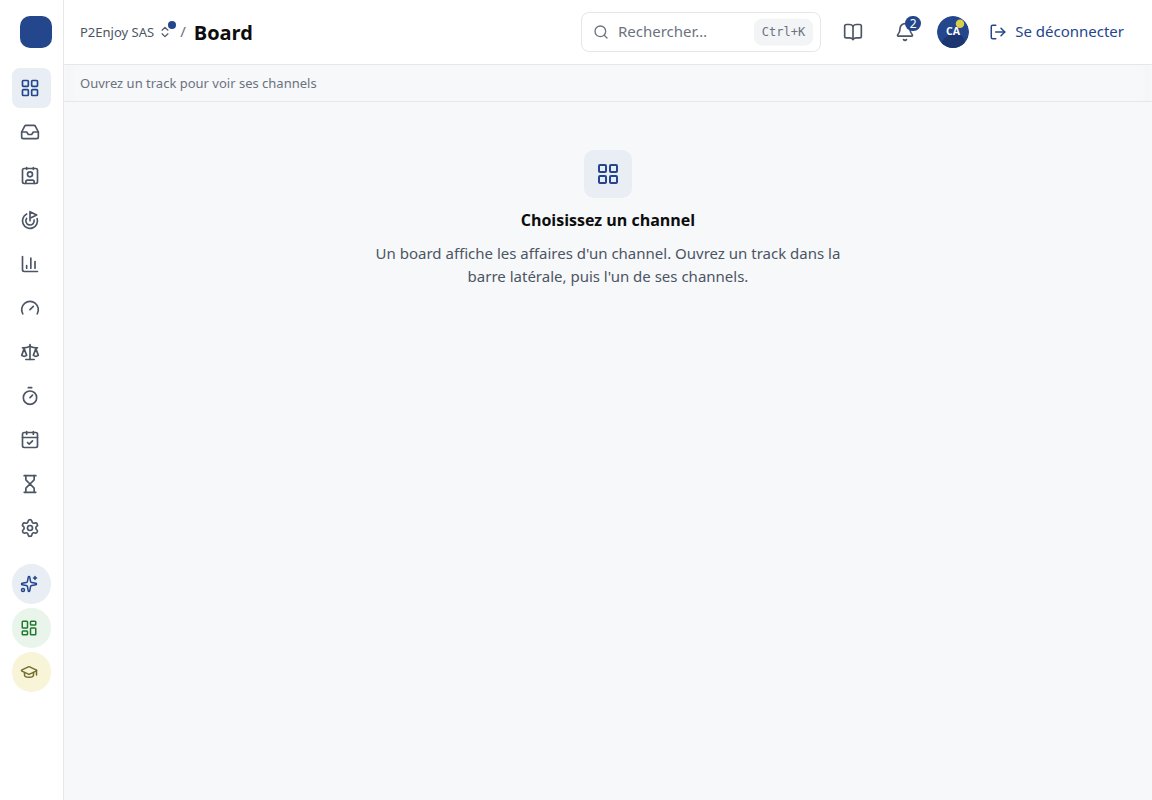 P2Enjoy SAS / Board
Rechercher...
Ctrl+K
2
CA
Se déconnecter
Ouvrez un track pour voir ses channels
Choisissez un channel
Un board affiche les affaires d'un channel. Ouvrez un track dans la
barre latérale, puis l'un de ses channels.